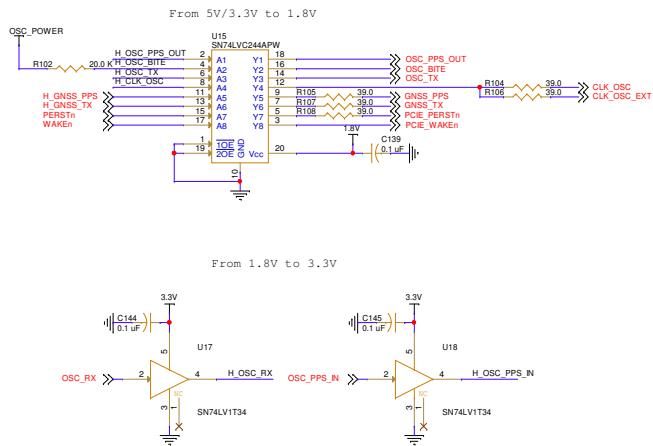 From 5V/3.3V to 1.8V
OSC_POWER
U15
SN74LVC244APW
R102 20.0 K
H_OSC_PPS_OUT 2 A1 Y1 18 OSC_PPS_OUT
H_OSC_BITE 4 A2 Y2 16 OSC_BITE
H_OSC_TX 6 A3 Y3 14 OSC_TX
H_CLK_OSC 8 A4 Y4 12 R104 39.0 CLK_OSC
R106 39.0 CLK_OSC_EXT
H_GNSS_PPS 11 A5 Y5 9 R105 39.0 GNSS_PPS
H_GNSS_TX 13 A6 Y6 7 R107 39.0 GNSS_TX
PERSTn 15 A7 Y7 5 R108 39.0 PCIE_PERSTn
WAKEn 17 A8 Y8 3 PCIE_WAKEn
1.8V
1 1OE GND
19 2OE Vcc 20
C139
0.1 uF
10
From 1.8V to 3.3V
3.3V
C144
0.1 uF
5
U17
OSC_RX 2 4 H_OSC_RX
NC
3 1
SN74LV1T34
3.3V
C145
0.1 uF
5
U18
OSC_PPS_IN 2 4 H_OSC_PPS_IN
NC
3 1
SN74LV1T34